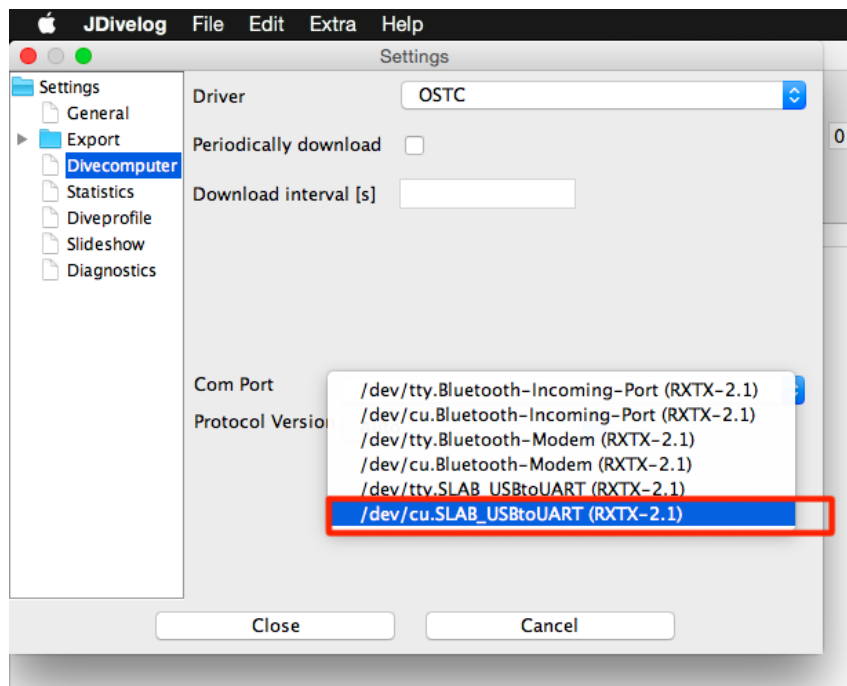 JDivelog File Edit Extra Help
Settings
Settings
General
Export
Divecomputer
Statistics
Diveprofile
Slideshow
Diagnostics
Driver OSTC
Periodically download
Download interval [s]
0
Com Port
/dev/tty.Bluetooth-Incoming-Port (RXTX-2.1)
/dev/cu.Bluetooth-Incoming-Port (RXTX-2.1)
/dev/tty.Bluetooth-Modem (RXTX-2.1)
/dev/cu.Bluetooth-Modem (RXTX-2.1)
/dev/tty.SLAB_USBtoUART (RXTX-2.1)
/dev/cu.SLAB_USBtoUART (RXTX-2.1)
Protocol Version
Close Cancel